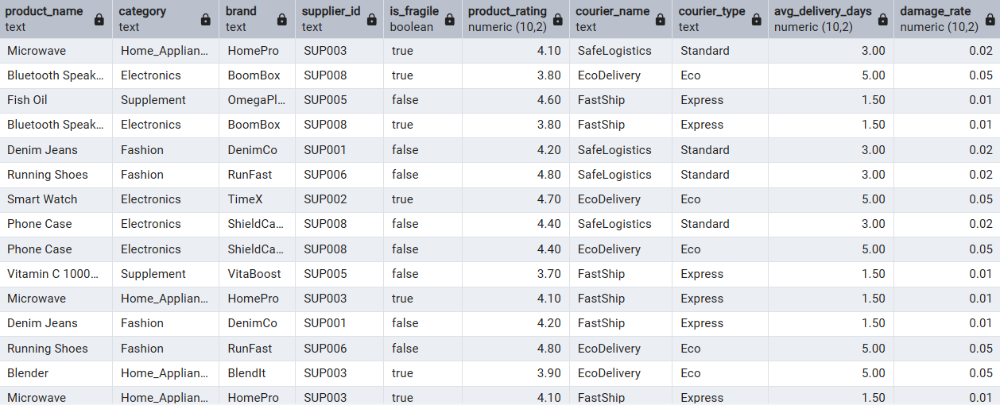 product_name category brand supplier_id is_fragile product_rating courier_name courier_type avg_delivery_days damage_rate
text text text text boolean numeric (10,2) text text numeric (10,2) numeric (10,2)
Microwave Home_Applian... HomePro SUP003 true 4.10 SafeLogistics Standard 3.00 0.02
Bluetooth Speak... Electronics BoomBox SUP008 true 3.80 EcoDelivery Eco 5.00 0.05
Fish Oil Supplement OmegaPl... SUP005 false 4.60 FastShip Express 1.50 0.01
Bluetooth Speak... Electronics BoomBox SUP008 true 3.80 FastShip Express 1.50 0.01
Denim Jeans Fashion DenimCo SUP001 false 4.20 SafeLogistics Standard 3.00 0.02
Running Shoes Fashion RunFast SUP006 false 4.80 SafeLogistics Standard 3.00 0.02
Smart Watch Electronics TimeX SUP002 true 4.70 EcoDelivery Eco 5.00 0.05
Phone Case Electronics ShieldCa... SUP008 false 4.40 SafeLogistics Standard 3.00 0.02
Phone Case Electronics ShieldCa... SUP008 false 4.40 EcoDelivery Eco 5.00 0.05
Vitamin C 1000... Supplement VitaBoost SUP005 false 3.70 FastShip Express 1.50 0.01
Microwave Home_Applian... HomePro SUP003 true 4.10 FastShip Express 1.50 0.01
Denim Jeans Fashion DenimCo SUP001 false 4.20 FastShip Express 1.50 0.01
Running Shoes Fashion RunFast SUP006 false 4.80 EcoDelivery Eco 5.00 0.05
Blender Home_Applian... BlendIt SUP003 true 3.90 EcoDelivery Eco 5.00 0.05
Microwave Home_Applian... HomePro SUP003 true 4.10 FastShip Express 1.50 0.01